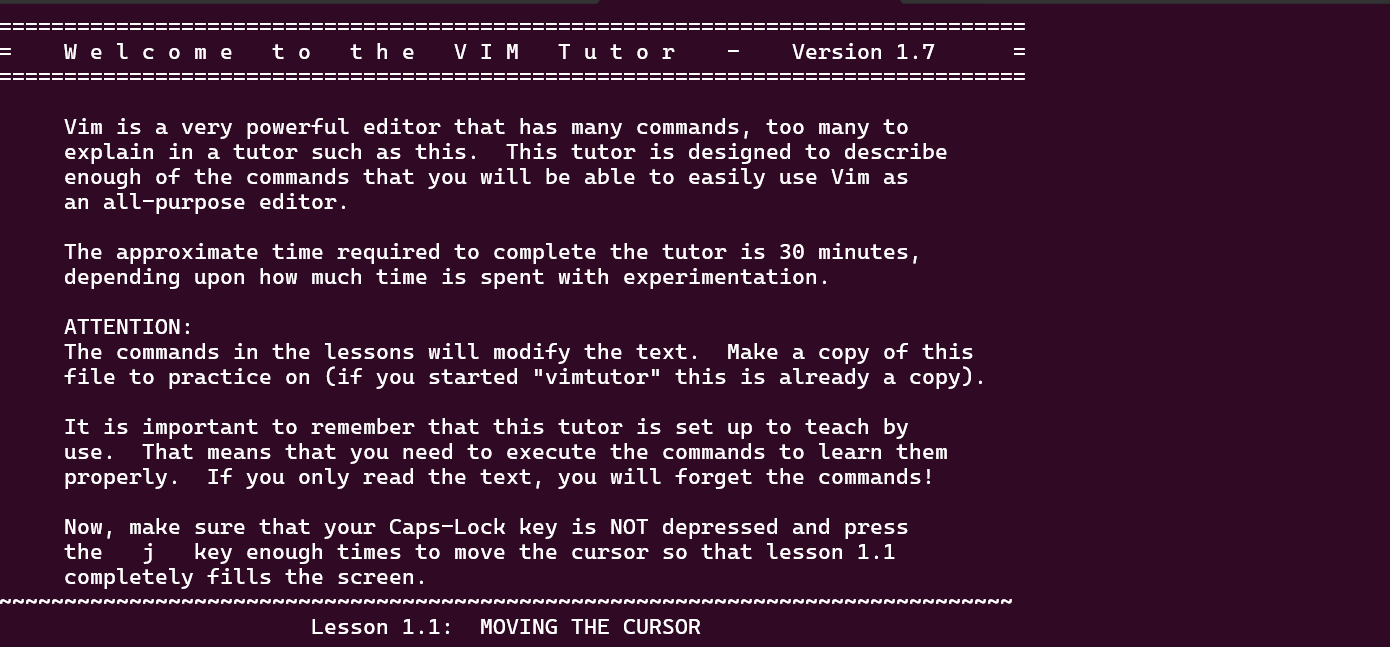 ===============================================================================
=    W e l c o m e   t o   t h e   V I M   T u t o r    -    Version 1.7      =
===============================================================================
Vim is a very powerful editor that has many commands, too many to
explain in a tutor such as this.  This tutor is designed to describe
enough of the commands that you will be able to easily use Vim as
an all-purpose editor.
The approximate time required to complete the tutor is 30 minutes,
depending upon how much time is spent with experimentation.
ATTENTION:
The commands in the lessons will modify the text.  Make a copy of this
file to practice on (if you started "vimtutor" this is already a copy).
It is important to remember that this tutor is set up to teach by
use.  That means that you need to execute the commands to learn them
properly.  If you only read the text, you will forget the commands!
Now, make sure that your Caps-Lock key is NOT depressed and press
the   j   key enough times to move the cursor so that lesson 1.1
completely fills the screen.
~~~~~~~~~~~~~~~~~~~~~~~~~~~~~~~~~~~~~~~~~~~~~~~~~~~~~~~~~~~~~~~~~~~~~~~~~~~~~~
Lesson 1.1:  MOVING THE CURSOR